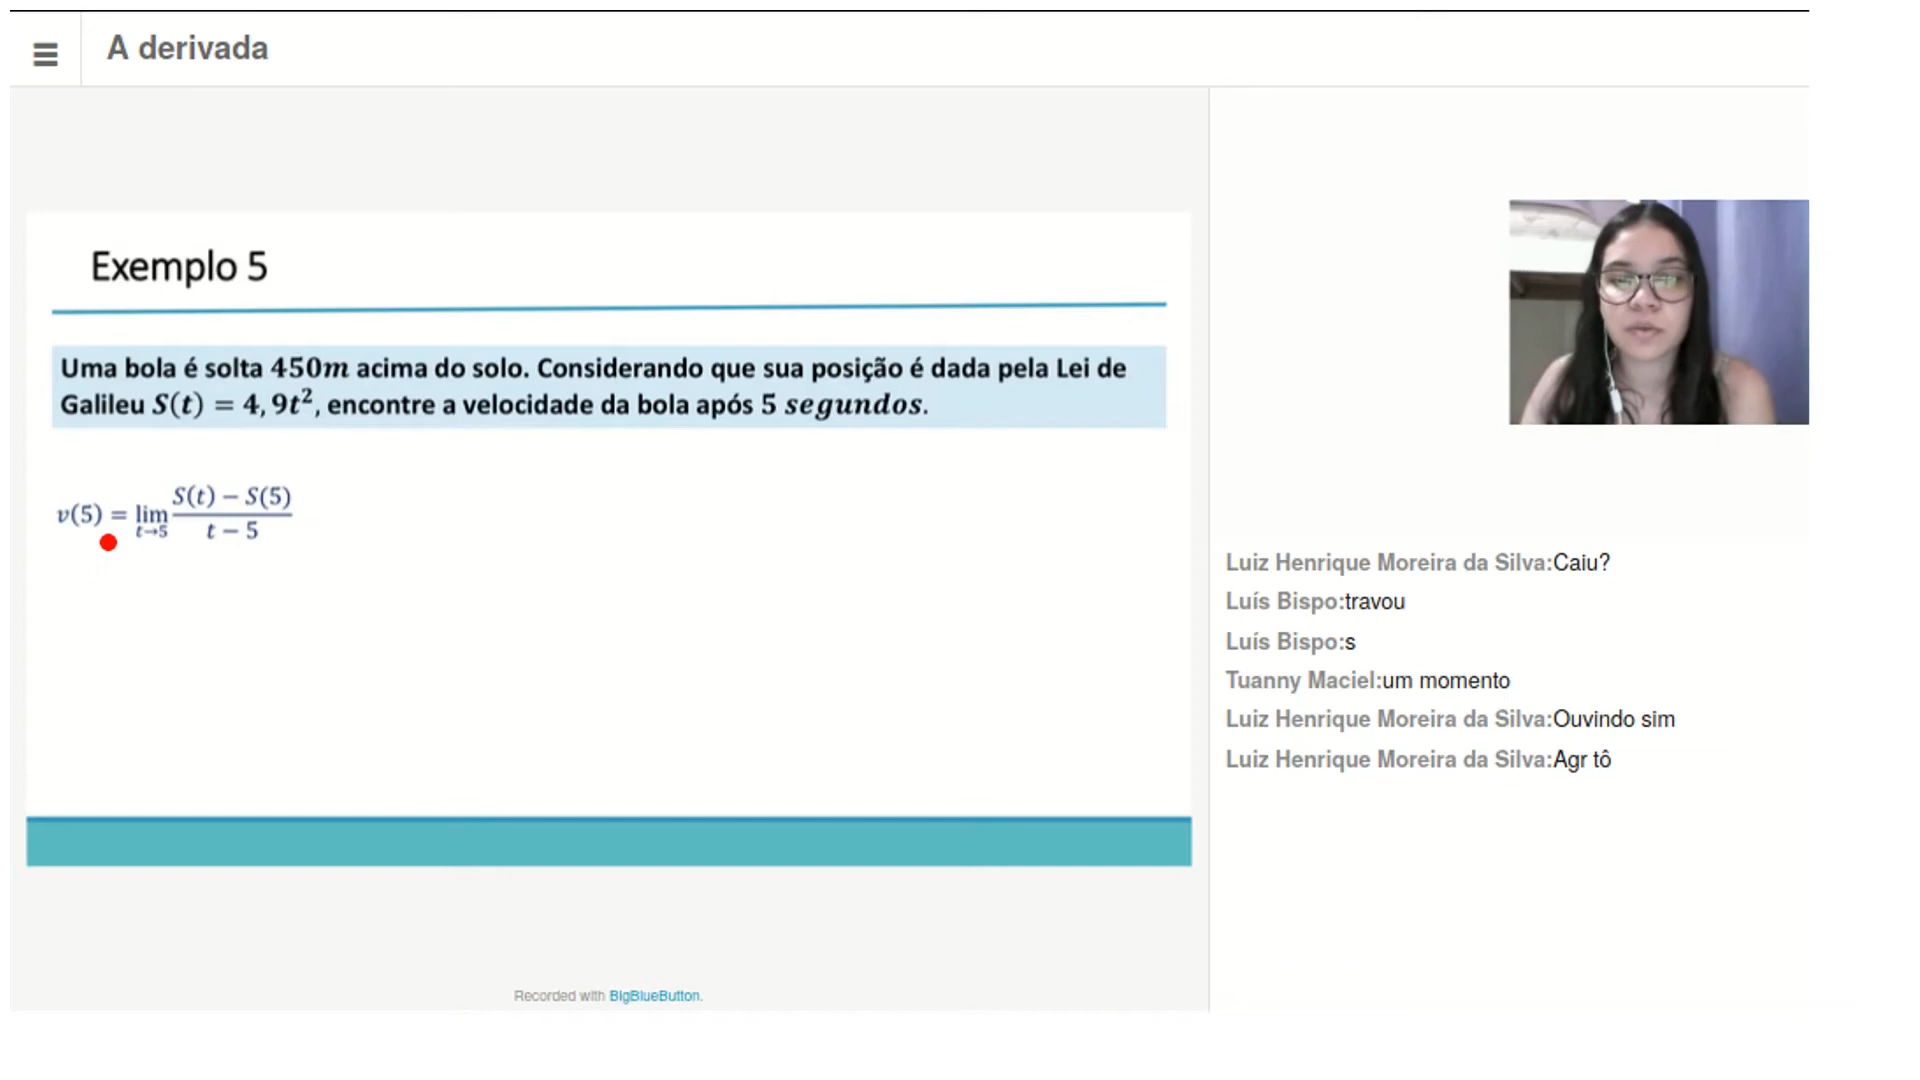 A derivada
Exemplo 5
Uma bola é solta 450m acima do solo. Considerando que sua posição é dada pela Lei de
Galileu S(t) = 4,9t², encontre a velocidade da bola após 5 segundos.
v(5) = lim t→5 (S(t) − S(5)) / (t − 5)
Luiz Henrique Moreira da Silva:Caiu?
Luís Bispo:travou
Luís Bispo:s
Tuanny Maciel:um momento
Luiz Henrique Moreira da Silva:Ouvindo sim
Luiz Henrique Moreira da Silva:Agr tô
Recorded with BigBlueButton.